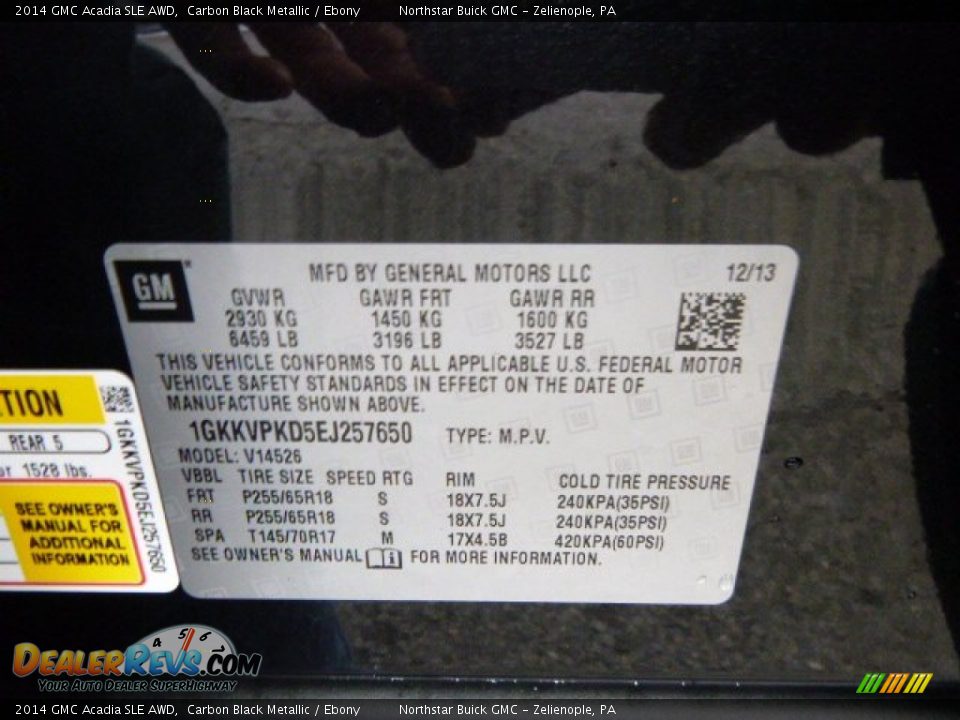 2014 GMC Acadia SLE AWD, Carbon Black Metallic / Ebony Northstar Buick GMC - Zelienople, PA
GM
MFD BY GENERAL MOTORS LLC 12/13
GVWR GAWR FRT GAWR RR
2930 KG 1450 KG 1600 KG
6459 LB 3196 LB 3527 LB
THIS VEHICLE CONFORMS TO ALL APPLICABLE U.S. FEDERAL MOTOR
VEHICLE SAFETY STANDARDS IN EFFECT ON THE DATE OF
MANUFACTURE SHOWN ABOVE.
1GKKVPKD5EJ257650 TYPE: M.P.V.
MODEL: V14526
VBBL TIRE SIZE SPEED RTG RIM COLD TIRE PRESSURE
FRT P255/65R18 S 18X7.5J 240KPA(35PSI)
RR P255/65R18 S 18X7.5J 240KPA(35PSI)
SPA T145/70R17 M 17X4.5B 420KPA(60PSI)
SEE OWNER'S MANUAL i FOR MORE INFORMATION.
REAR 5
1528 lbs.
SEE OWNER'S
MANUAL FOR
ADDITIONAL
INFORMATION
1GKKVPKD5EJ257650
4 5 6
DealerRevs.com
Your Auto Dealer SuperHighway
2014 GMC Acadia SLE AWD, Carbon Black Metallic / Ebony Northstar Buick GMC - Zelienople, PA